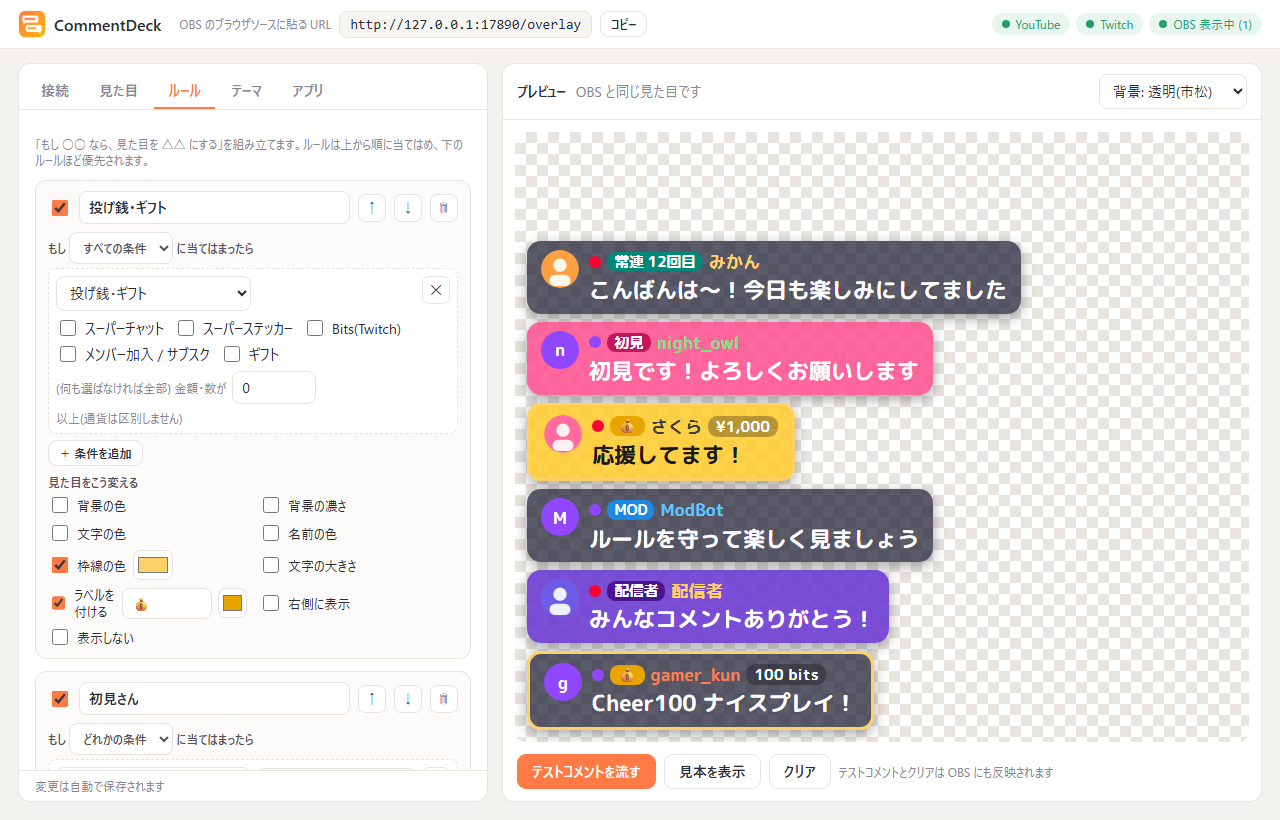 CommentDeck OBS のブラウザソースに貼る URL http://127.0.0.1:17890/overlay コピー YouTube Twitch OBS 表示中 (1)
接続 見た目 ルール テーマ アプリ
「もし 〇〇 なら、見た目を △△ にする」を組み立てます。ルールは上から順に当てはめ、下の
ルールほど優先されます。
投げ銭・ギフト ↑ ↓
もし すべての条件 に当てはまったら
投げ銭・ギフト ×
スーパーチャット スーパーステッカー Bits(Twitch)
メンバー加入 / サブスク ギフト
(何も選ばなければ全部) 金額・数が 0
以上(通貨は区別しません)
+ 条件を追加
見た目をこう変える
背景の色 背景の濃さ
文字の色 名前の色
枠線の色 文字の大きさ
ラベルを
付ける 💰 右側に表示
表示しない
初見さん ↑ ↓
もし どれかの条件 に当てはまったら
変更は自動で保存されます
プレビュー OBS と同じ見た目です 背景: 透明(市松)
常連 12回目 みかん
こんばんは〜！今日も楽しみにしてました
n 初見 night_owl
初見です！よろしくお願いします
💰 さくら ¥1,000
応援してます！
M MOD ModBot
ルールを守って楽しく見ましょう
配信者 配信者
みんなコメントありがとう！
g 💰 gamer_kun 100 bits
Cheer100 ナイスプレイ！
テストコメントを流す 見本を表示 クリア テストコメントとクリアは OBS にも反映されます